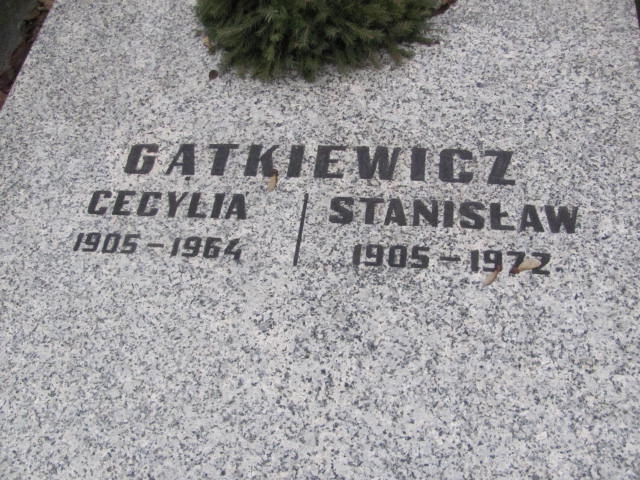 GĄTKIEWICZ
CECYLIA | STANISŁAW
1905 – 1964 | 1905 – 1972